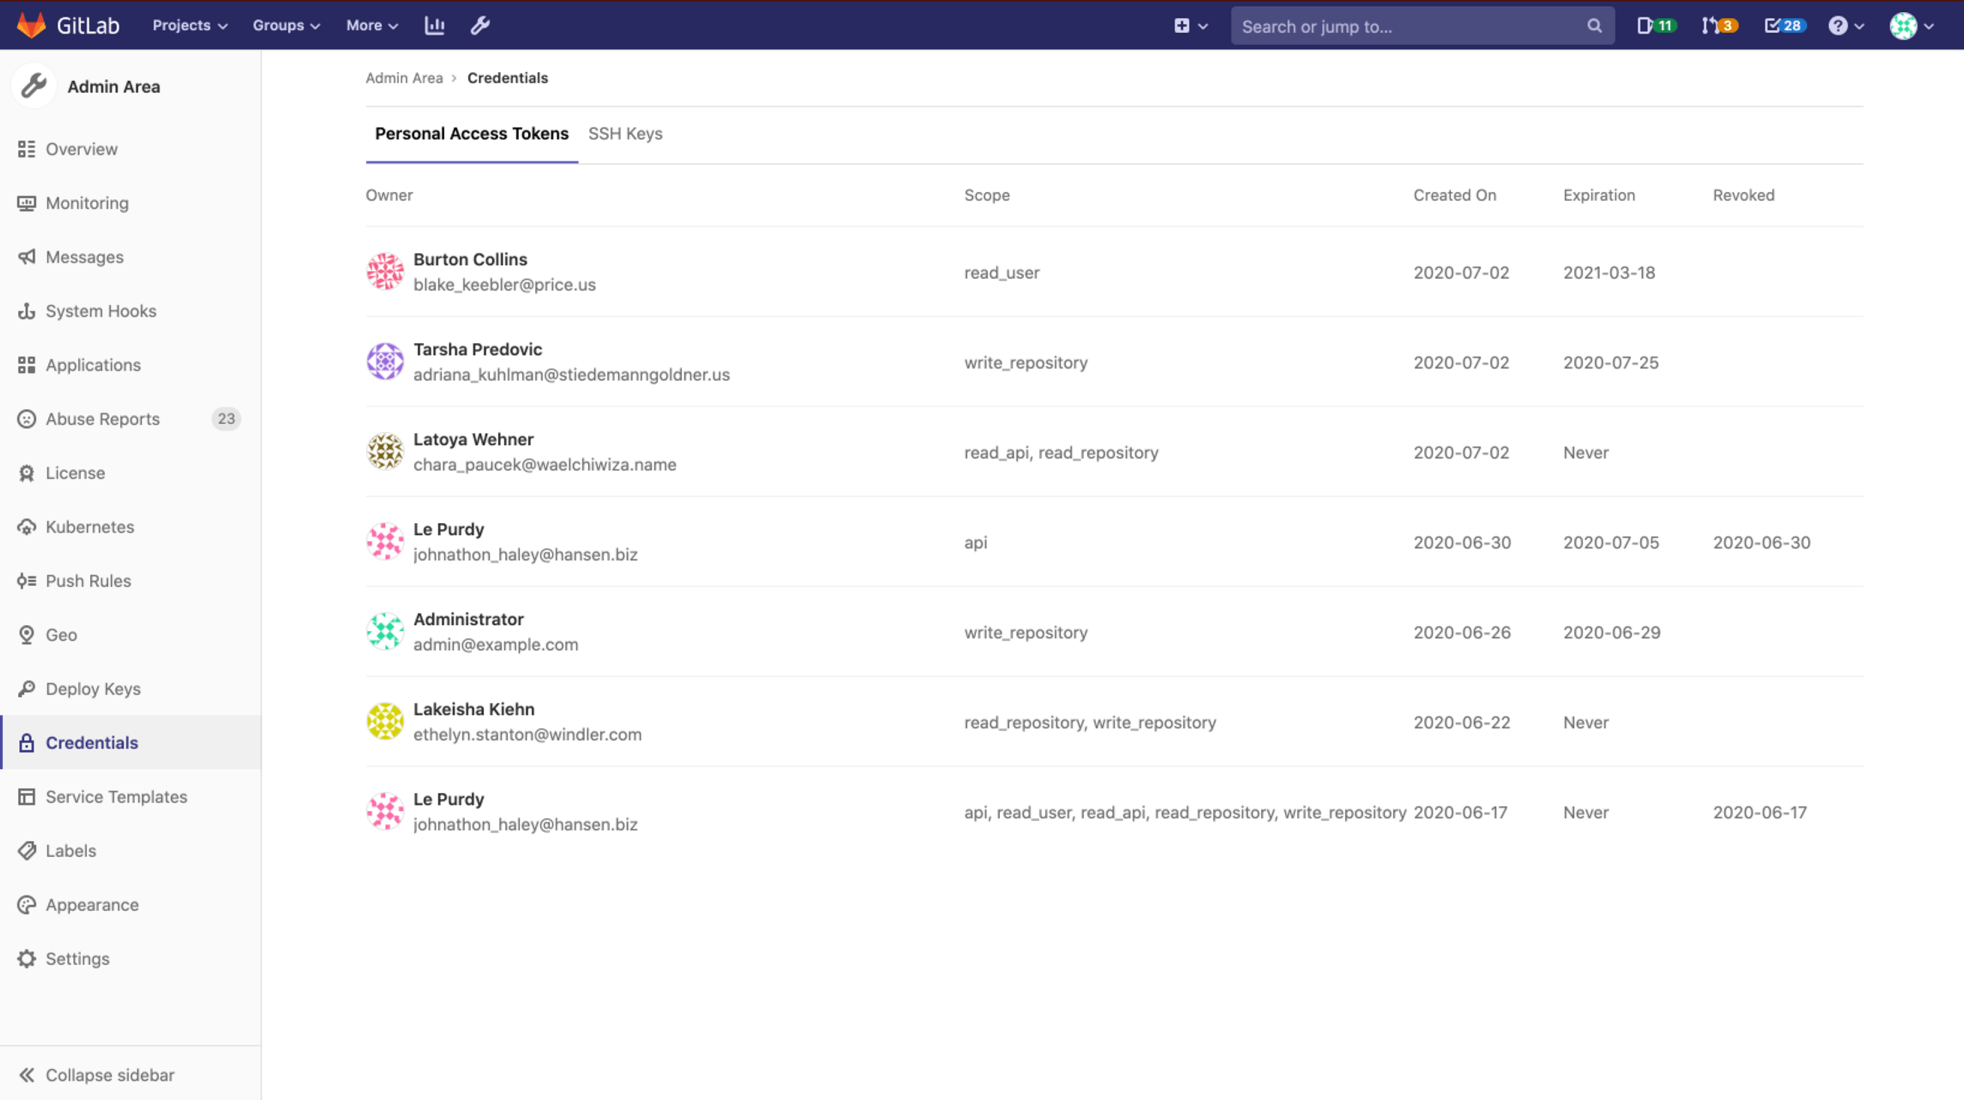 GitLab Projects Groups More Search or jump to... 11 3 28
Admin Area
Overview
Monitoring
Messages
System Hooks
Applications
Abuse Reports 23
License
Kubernetes
Push Rules
Geo
Deploy Keys
Credentials
Service Templates
Labels
Appearance
Settings
Collapse sidebar
Admin Area › Credentials
Personal Access Tokens SSH Keys
Owner Scope Created On Expiration Revoked
Burton Collins
blake_keebler@price.us
read_user 2020-07-02 2021-03-18
Tarsha Predovic
adriana_kuhlman@stiedemanngoldner.us
write_repository 2020-07-02 2020-07-25
Latoya Wehner
chara_paucek@waelchiwiza.name
read_api, read_repository 2020-07-02 Never
Le Purdy
johnathon_haley@hansen.biz
api 2020-06-30 2020-07-05 2020-06-30
Administrator
admin@example.com
write_repository 2020-06-26 2020-06-29
Lakeisha Kiehn
ethelyn.stanton@windler.com
read_repository, write_repository 2020-06-22 Never
Le Purdy
johnathon_haley@hansen.biz
api, read_user, read_api, read_repository, write_repository 2020-06-17 Never 2020-06-17